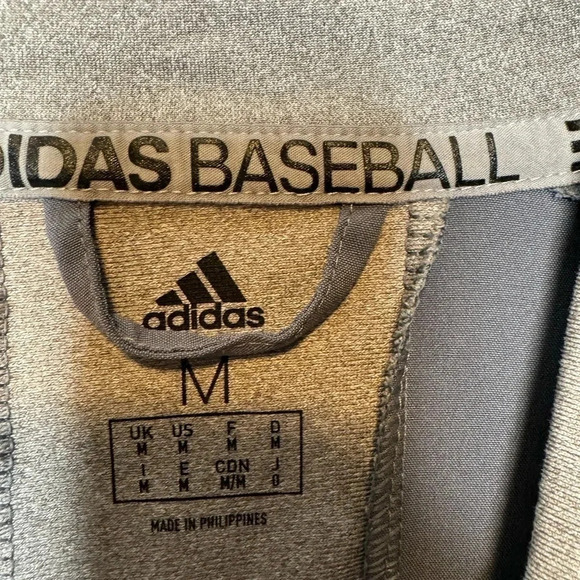 DIDAS BASEBALL
adidas
M
UK US F D
M M M M
I E CDN J
M M M/M O
MADE IN PHILIPPINES